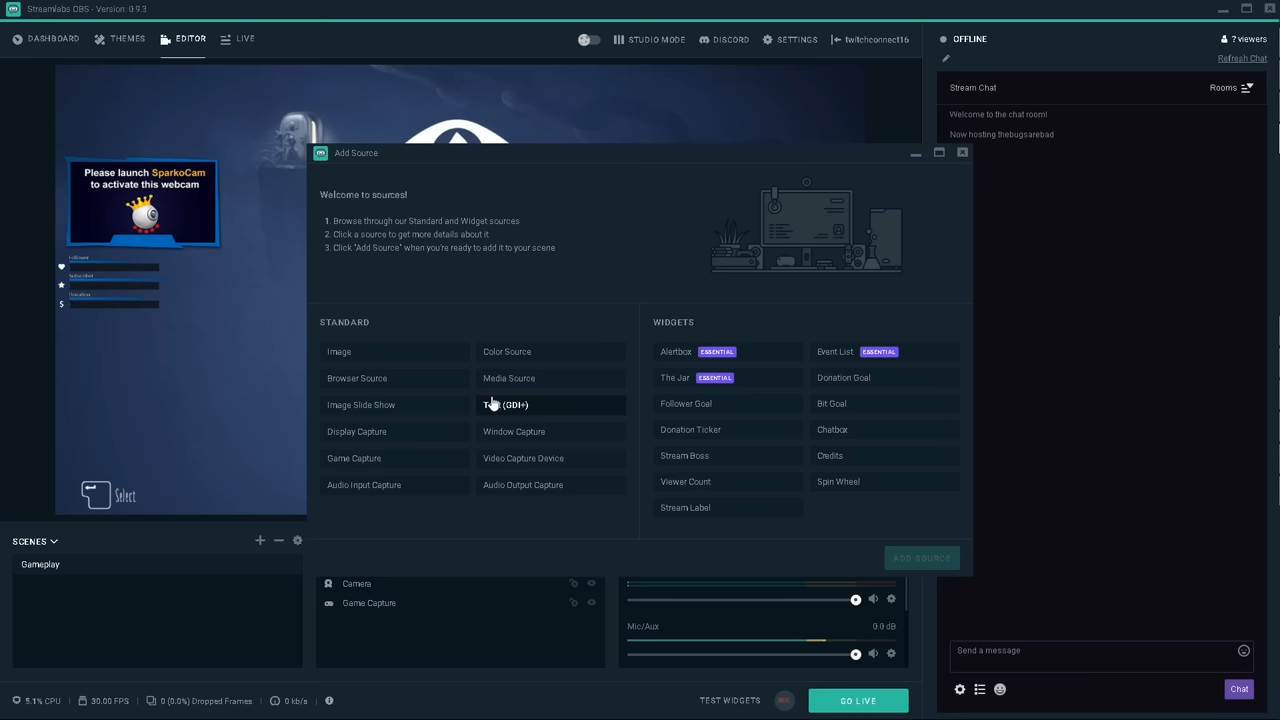 Streamlabs OBS - Version: 0.9.3
DASHBOARD THEMES EDITOR LIVE STUDIO MODE DISCORD SETTINGS twitchconnect16
OFFLINE ? viewers
Refresh Chat
Stream Chat Rooms
Welcome to the chat room!
Now hosting thebugsarebad
Please launch SparkoCam
to activate this webcam
Follower
Subscriber
Donation
$
Select
Add Source
Welcome to sources!
1. Browse through our Standard and Widget sources
2. Click a source to get more details about it
3. Click "Add Source" when you're ready to add it to your scene
STANDARD
Image Color Source
Browser Source Media Source
Image Slide Show (GDI+)
Display Capture Window Capture
Game Capture Video Capture Device
Audio Input Capture Audio Output Capture
WIDGETS
Alertbox ESSENTIAL Event List ESSENTIAL
The Jar ESSENTIAL Donation Goal
Follower Goal Bit Goal
Donation Ticker Chatbox
Stream Boss Credits
Viewer Count Spin Wheel
Stream Label
ADD SOURCE
SCENES
Gameplay
Camera
Game Capture
Mic/Aux 0.0 dB
Send a message
Chat
5.1% CPU 30.00 FPS 0 (0.0%) Dropped Frames 0 kb/s
TEST WIDGETS REC GO LIVE